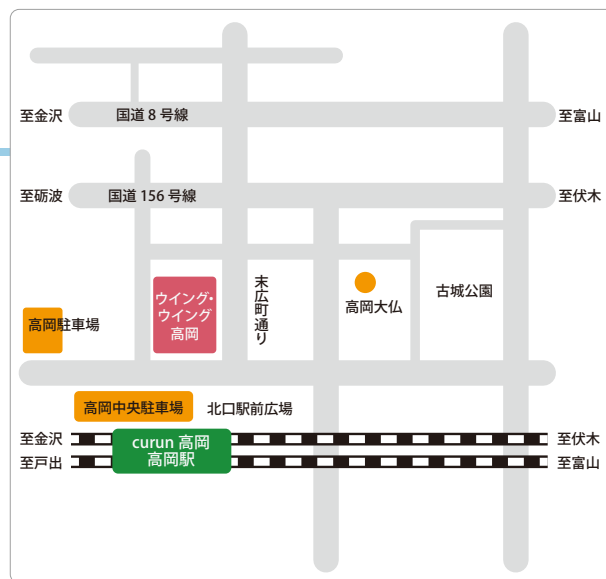 至金沢
国道 8 号線
至富山
至砺波
国道 156 号線
至伏木
ウイング・
ウイング
高岡
末広町通り
高岡大仏
古城公園
高岡駐車場
高岡中央駐車場
北口駅前広場
至金沢
curun 高岡
高岡駅
至伏木
至戸出
至富山